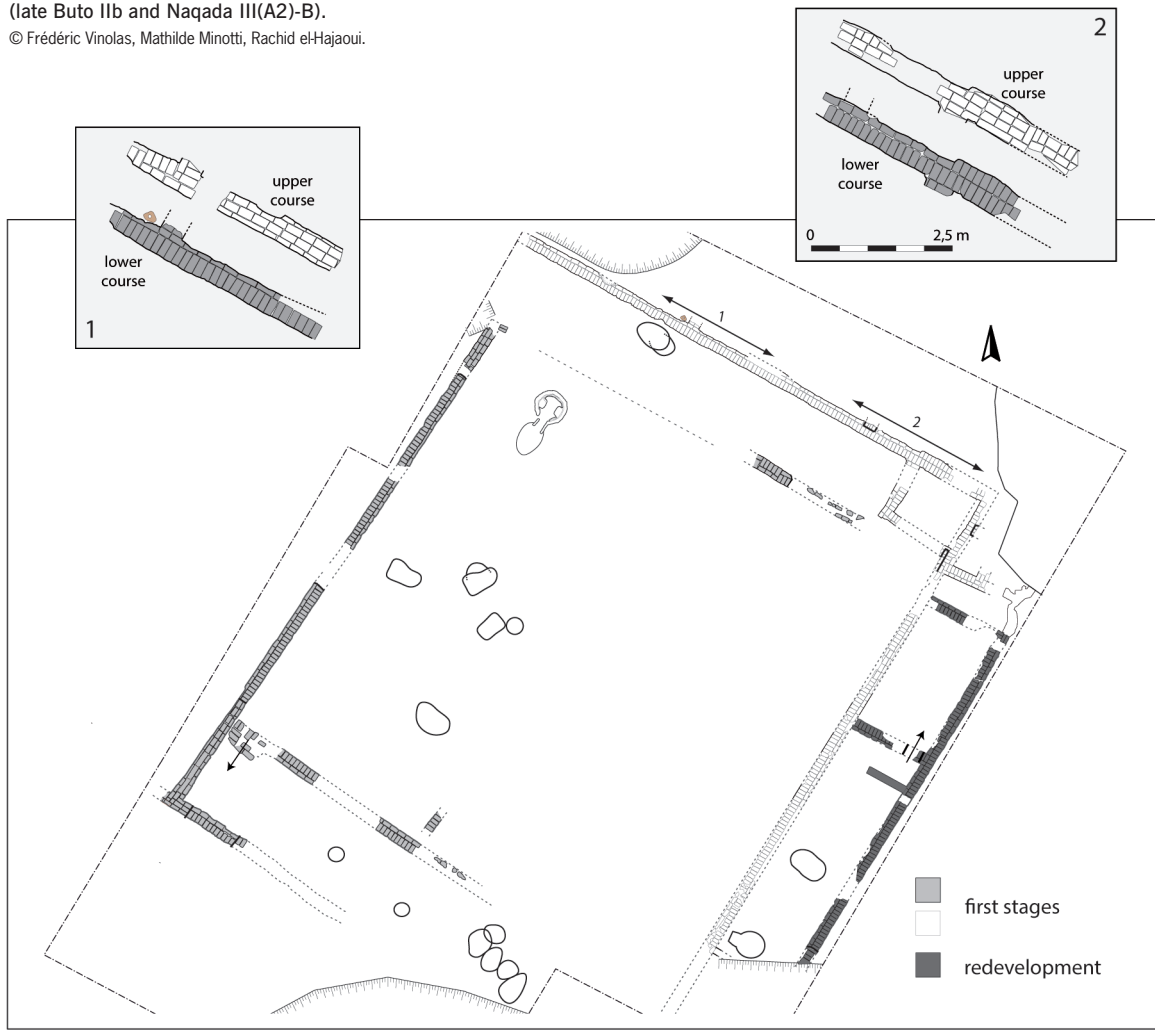 (late Buto IIb and Naqada III(A2)-B).
© Frédéric Vinolas, Mathilde Minotti, Rachid el-Hajaoui.
2
upper
course
lower
course
0
2,5 m
upper
course
lower
course
1
1
2
first stages
redevelopment